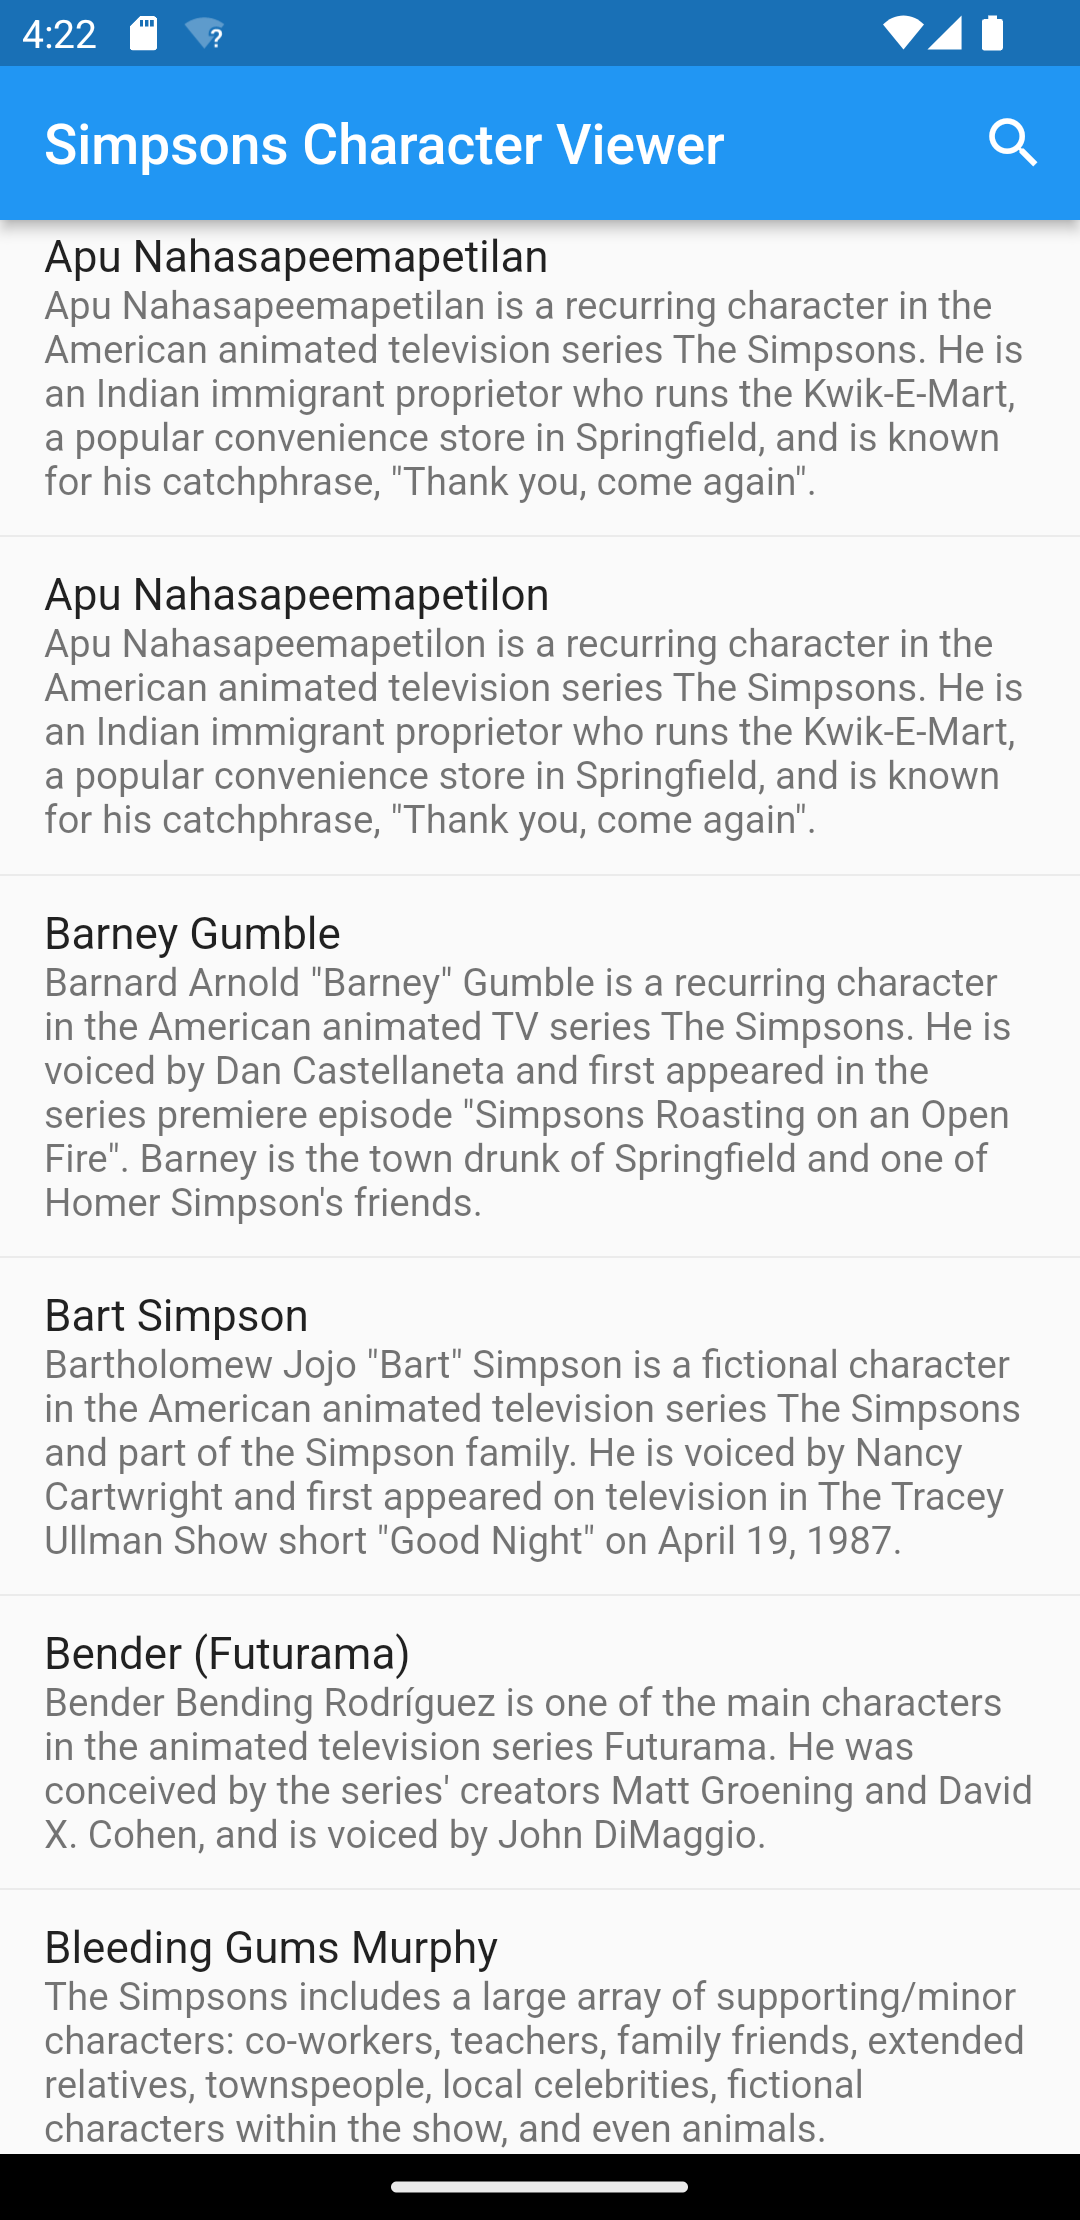 4:22
Simpsons Character Viewer
Apu Nahasapeemapetilan
Apu Nahasapeemapetilan is a recurring character in the
American animated television series The Simpsons. He is
an Indian immigrant proprietor who runs the Kwik-E-Mart,
a popular convenience store in Springfield, and is known
for his catchphrase, "Thank you, come again".
Apu Nahasapeemapetilon
Apu Nahasapeemapetilon is a recurring character in the
American animated television series The Simpsons. He is
an Indian immigrant proprietor who runs the Kwik-E-Mart,
a popular convenience store in Springfield, and is known
for his catchphrase, "Thank you, come again".
Barney Gumble
Barnard Arnold "Barney" Gumble is a recurring character
in the American animated TV series The Simpsons. He is
voiced by Dan Castellaneta and first appeared in the
series premiere episode "Simpsons Roasting on an Open
Fire". Barney is the town drunk of Springfield and one of
Homer Simpson's friends.
Bart Simpson
Bartholomew Jojo "Bart" Simpson is a fictional character
in the American animated television series The Simpsons
and part of the Simpson family. He is voiced by Nancy
Cartwright and first appeared on television in The Tracey
Ullman Show short "Good Night" on April 19, 1987.
Bender (Futurama)
Bender Bending Rodríguez is one of the main characters
in the animated television series Futurama. He was
conceived by the series' creators Matt Groening and David
X. Cohen, and is voiced by John DiMaggio.
Bleeding Gums Murphy
The Simpsons includes a large array of supporting/minor
characters: co-workers, teachers, family friends, extended
relatives, townspeople, local celebrities, fictional
characters within the show, and even animals.